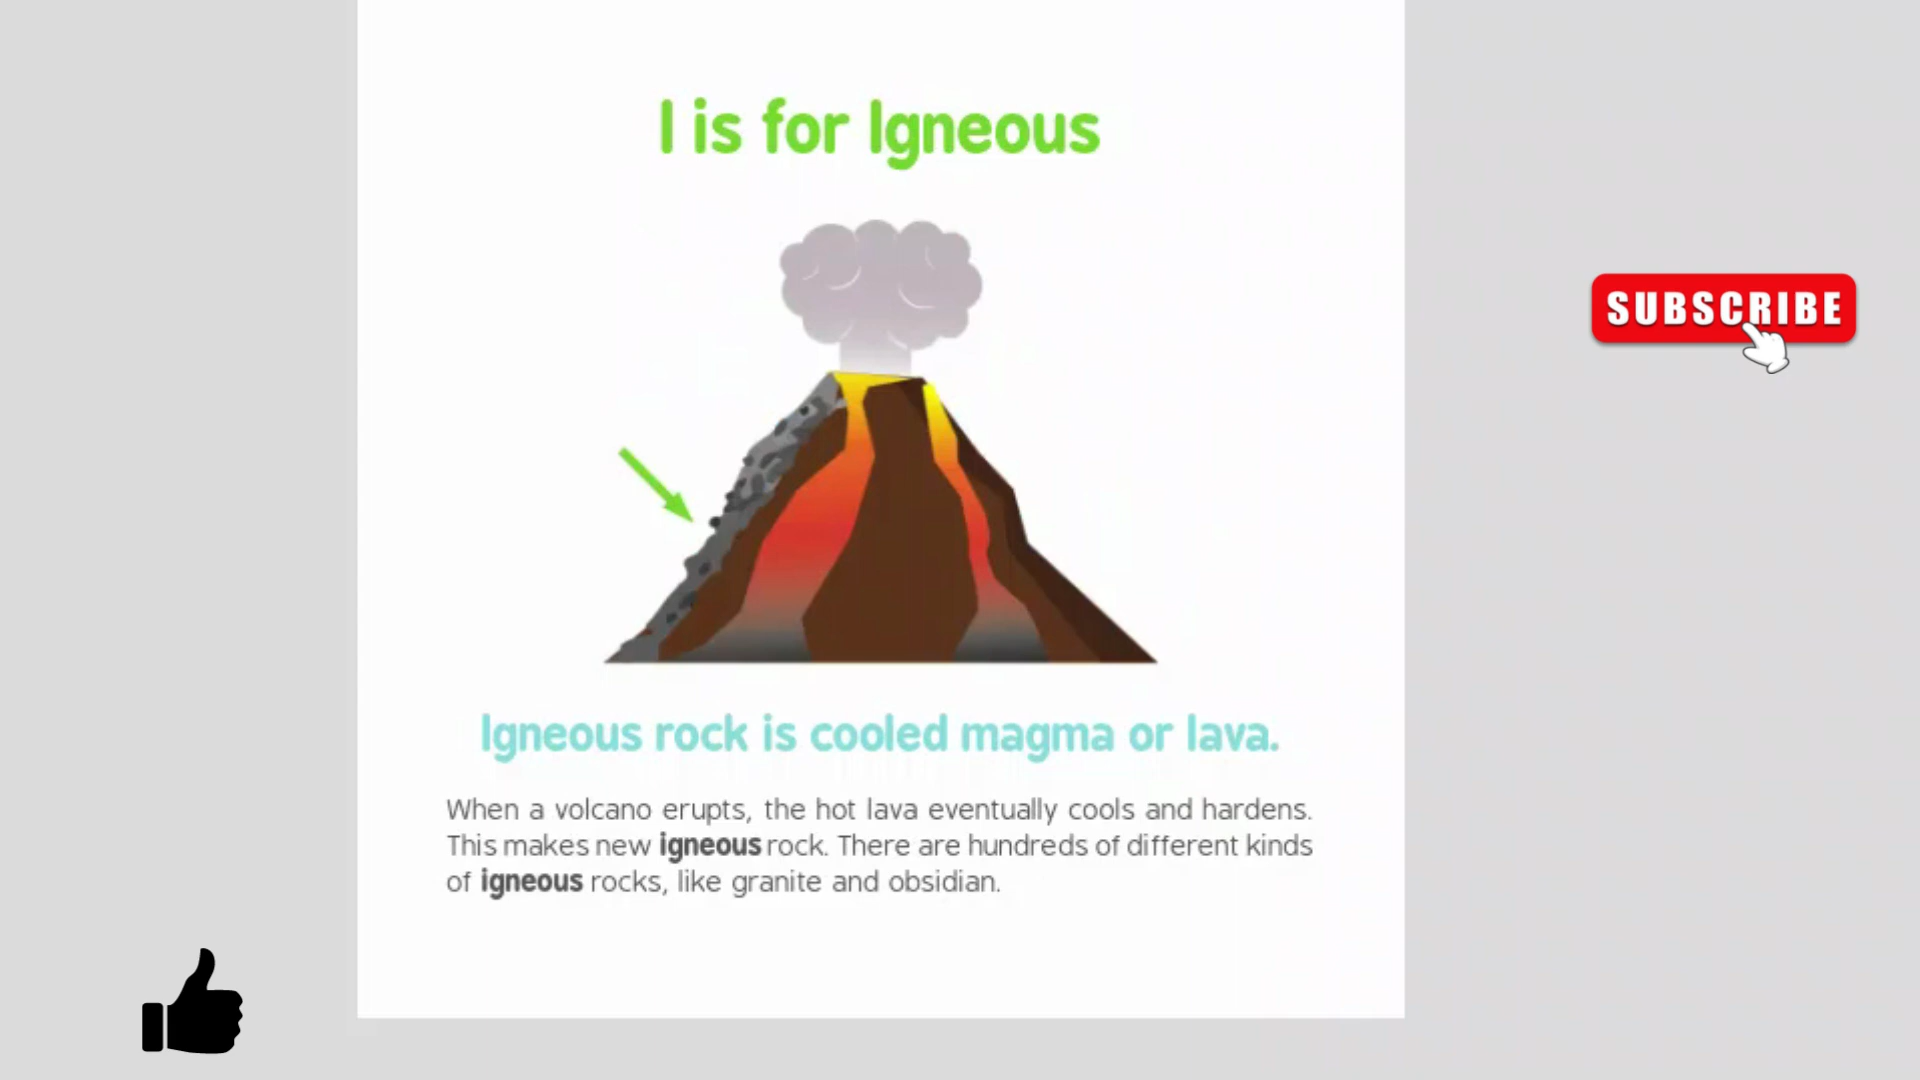 I is for Igneous
SUBSCRIBE
Igneous rock is cooled magma or lava.
When a volcano erupts, the hot lava eventually cools and hardens.
This makes new igneous rock. There are hundreds of different kinds
of igneous rocks, like granite and obsidian.